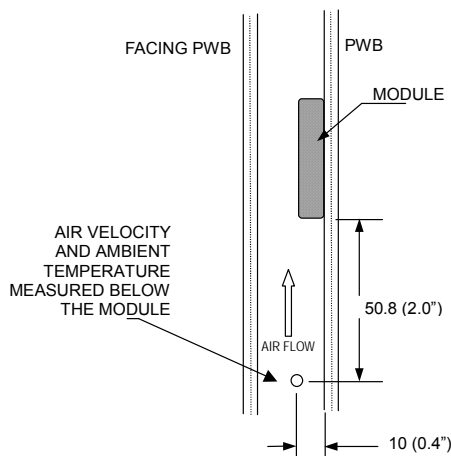 FACING PWB
PWB
MODULE
AIR VELOCITY
AND AMBIENT
TEMPERATURE
MEASURED BELOW
THE MODULE
AIR FLOW
50.8 (2.0”)
10 (0.4”)